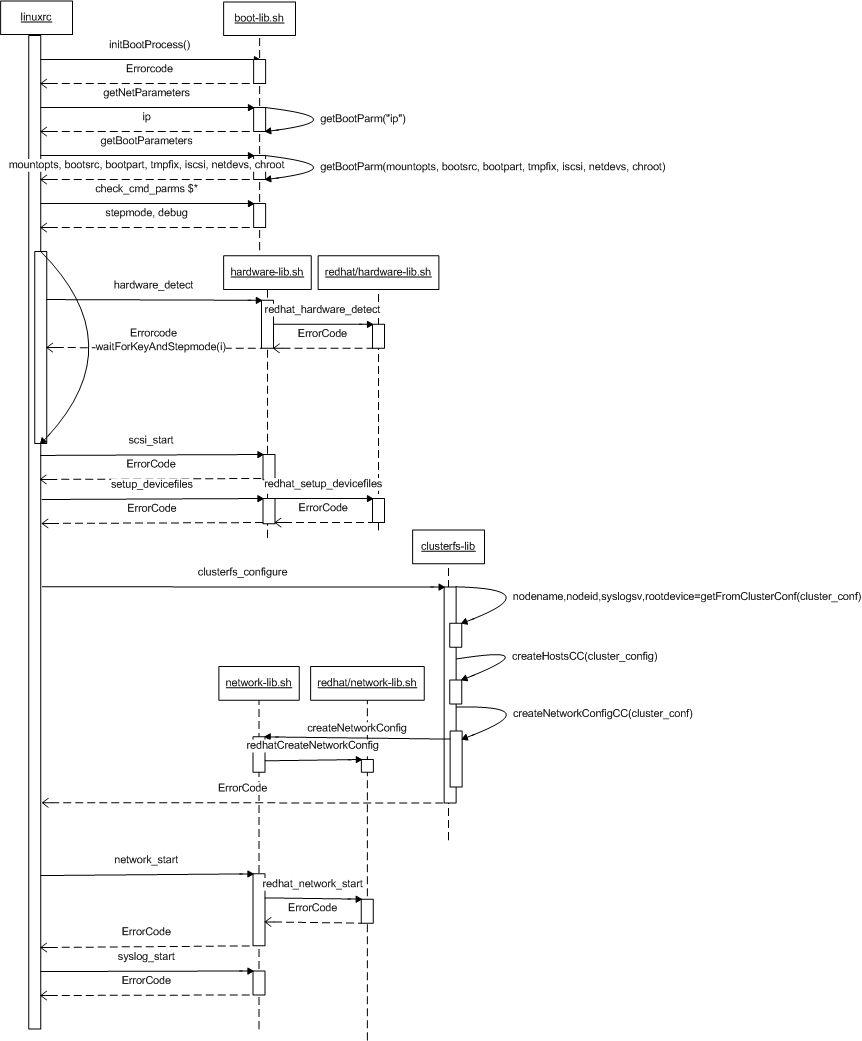 linuxrc
boot-lib.sh
initBootProcess()
Errorcode
getNetParameters
ip
getBootParm("ip")
getBootParameters
mountopts, bootsrc, bootpart, tmpfix, iscsi, netdevs, chroot
getBootParm(mountopts, bootsrc, bootpart, tmpfix, iscsi, netdevs, chroot)
check_cmd_parms $*
stepmode, debug
hardware-lib.sh
redhat/hardware-lib.sh
hardware_detect
redhat_hardware_detect
Errorcode
ErrorCode
waitForKeyAndStepmode(i)
scsi_start
ErrorCode
setup_devicefiles
redhat_setup_devicefiles
ErrorCode
ErrorCode
clusterfs-lib
clusterfs_configure
nodename,nodeid,syslogsv,rootdevice=getFromClusterConf(cluster_conf)
createHostsCC(cluster_config)
network-lib.sh
redhat/network-lib.sh
createNetworkConfigCC(cluster_conf)
createNetworkConfig
redhatCreateNetworkConfig
ErrorCode
network_start
redhat_network_start
ErrorCode
ErrorCode
syslog_start
ErrorCode